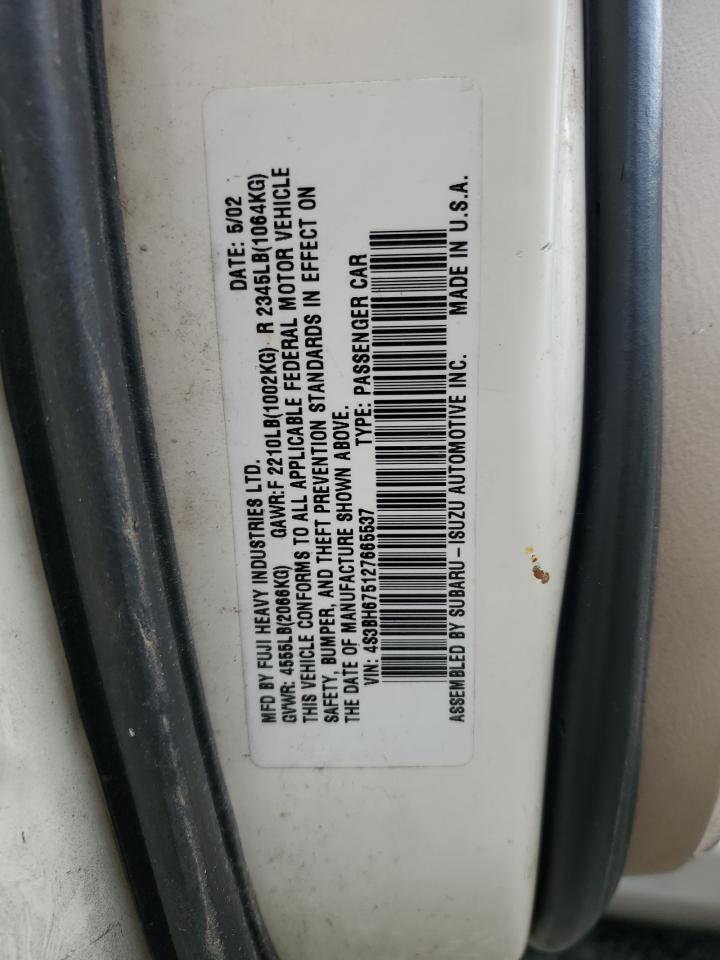 MFD BY FUJI HEAVY INDUSTRIES LTD. DATE: 5/02
GVWR: 4555LB(2066KG) GAWR:F 2210LB(1002KG) R 2345LB(1064KG)
THIS VEHICLE CONFORMS TO ALL APPLICABLE FEDERAL MOTOR VEHICLE
SAFETY, BUMPER, AND THEFT PREVENTION STANDARDS IN EFFECT ON
THE DATE OF MANUFACTURE SHOWN ABOVE.
VIN: 4S3BH675127665537 TYPE: PASSENGER CAR
ASSEMBLED BY SUBARU-ISUZU AUTOMOTIVE INC. MADE IN U.S.A.